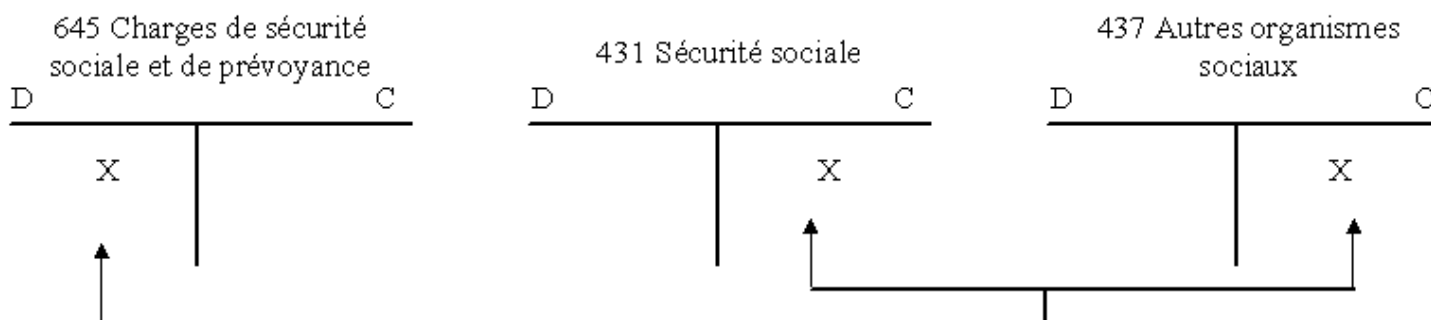 645 Charges de sécurité
sociale et de prévoyance
D C
X
431 Sécurité sociale
D C
X
437 Autres organismes
sociaux
D C
X